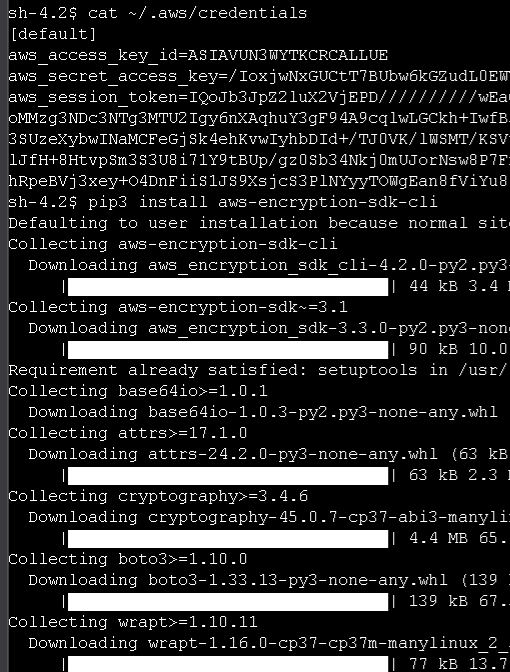 sh-4.2$ cat ~/.aws/credentials
[default]
aws_access_key_id=ASIAVUN3WYTKCRCALLUE
aws_secret_access_key=/IoxjwNxGUCtT7BUbw6kGZudL0EW
aws_session_token=IQoJb3JpZ2luX2VjEPD//////////wEa
oMMzg3NDc3NTg3MTU2Igy6nXAqhuY3gF94A9cqlwLGCkh+IwfB
3SUzeXybwINaMCFeGjSk4ehKvwIyhbDId+/TJ0VK/lWSMT/KSV
lJfH+8HtvpSm3S3U8i71Y9tBUp/gz0Sb34Nkj0mUJorNsw8P7F
hRpeBVj3xey+O4DnFiiS1JS9XsjcS3PlNYyyTOWgEan8fViYu8
sh-4.2$ pip3 install aws-encryption-sdk-cli
Defaulting to user installation because normal site
Collecting aws-encryption-sdk-cli
Downloading aws_encryption_sdk_cli-4.2.0-py2.py3-
| | 44 kB 3.4
Collecting aws-encryption-sdk~=3.1
Downloading aws_encryption_sdk-3.3.0-py2.py3-none
| | 90 kB 10.0
Requirement already satisfied: setuptools in /usr/
Collecting base64io>=1.0.1
Downloading base64io-1.0.3-py2.py3-none-any.whl
Collecting attrs>=17.1.0
Downloading attrs-24.2.0-py3-none-any.whl (63 kB
| | 63 kB 2.3
Collecting cryptography>=3.4.6
Downloading cryptography-45.0.7-cp37-abi3-manyli
| | 4.4 MB 65.
Collecting boto3>=1.10.0
Downloading boto3-1.33.13-py3-none-any.whl (139
| | 139 kB 67.
Collecting wrapt>=1.10.11
Downloading wrapt-1.16.0-cp37-cp37m-manylinux_2_
| | 77 kB 13.7